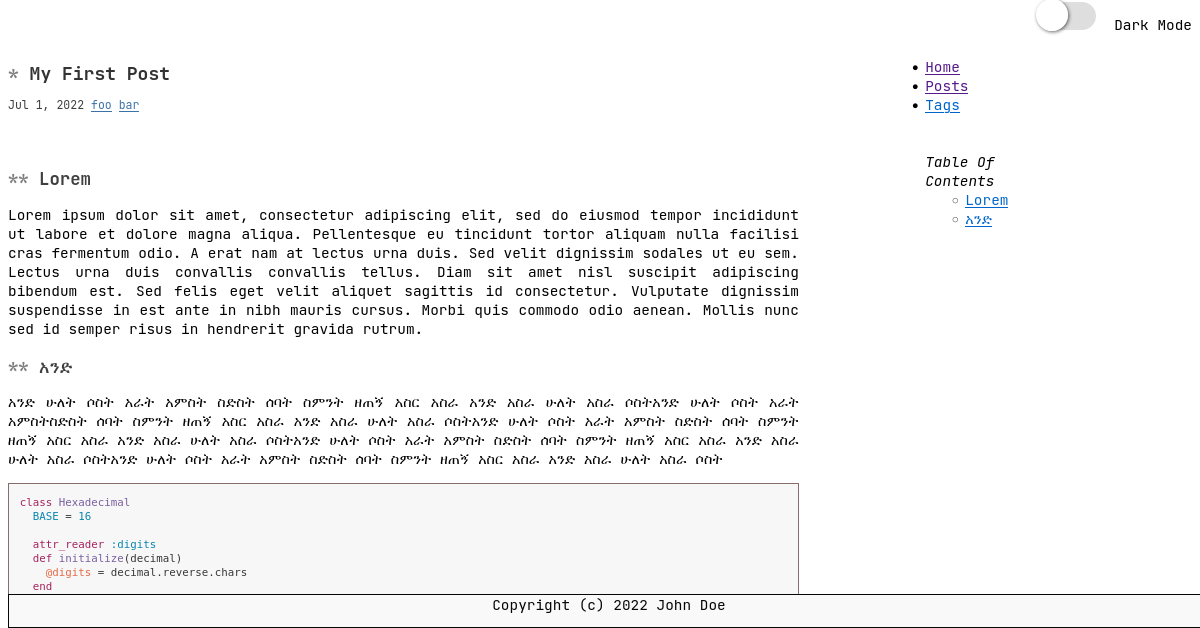 Dark Mode
* My First Post
Jul 1, 2022 foo bar
Home
Posts
Tags
Table Of
Contents
Lorem
አንድ
** Lorem
Lorem ipsum dolor sit amet, consectetur adipiscing elit, sed do eiusmod tempor incididunt
ut labore et dolore magna aliqua. Pellentesque eu tincidunt tortor aliquam nulla facilisi
cras fermentum odio. A erat nam at lectus urna duis. Sed velit dignissim sodales ut eu sem.
Lectus urna duis convallis convallis tellus. Diam sit amet nisl suscipit adipiscing
bibendum est. Sed felis eget velit aliquet sagittis id consectetur. Vulputate dignissim
suspendisse in est ante in nibh mauris cursus. Morbi quis commodo odio aenean. Mollis nunc
sed id semper risus in hendrerit gravida rutrum.
** አንድ
አንድ ሁለት ሶስት አራት አምስት ስድስት ሰባት ስምንት ዘጠኝ አስር አስራ አንድ አስራ ሁለት አስራ ሶስትአንድ ሁለት ሶስት አራት
አምስትስድስት ሰባት ስምንት ዘጠኝ አስር አስራ አንድ አስራ ሁለት አስራ ሶስትአንድ ሁለት ሶስት አራት አምስት ስድስት ሰባት ስምንት
ዘጠኝ አስር አስራ አንድ አስራ ሁለት አስራ ሶስትአንድ ሁለት ሶስት አራት አምስት ስድስት ሰባት ስምንት ዘጠኝ አስር አስራ አንድ አስራ
ሁለት አስራ ሶስትአንድ ሁለት ሶስት አራት አምስት ስድስት ሰባት ስምንት ዘጠኝ አስር አስራ አንድ አስራ ሁለት አስራ ሶስት
class Hexadecimal
  BASE = 16
  attr_reader :digits
  def initialize(decimal)
    @digits = decimal.reverse.chars
  end
Copyright (c) 2022 John Doe